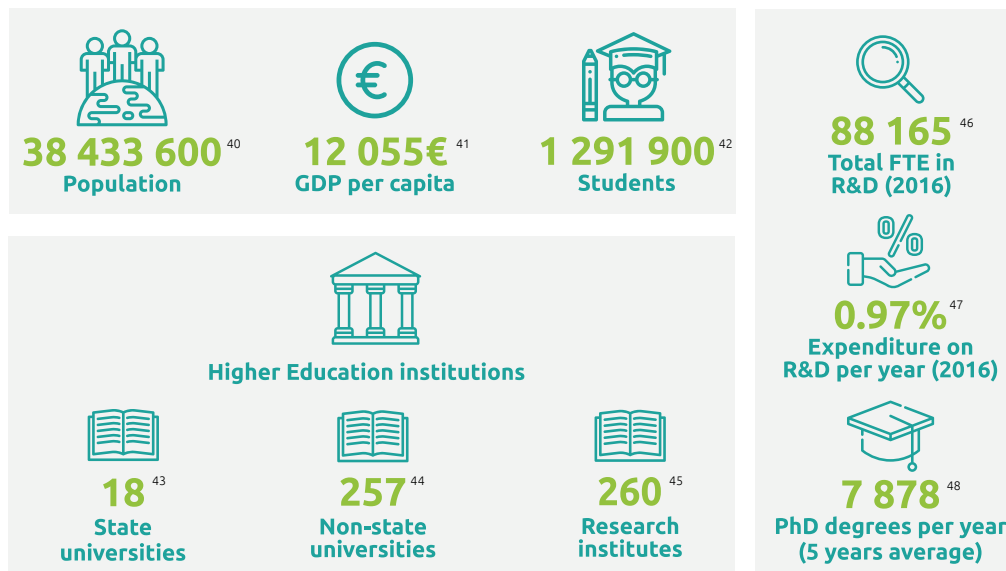 38 433 600 40
Population
12 055€ 41
GDP per capita
1 291 900 42
Students
Higher Education institutions
18 43
State
universities
257 44
Non-state
universities
260 45
Research
institutes
88 165 46
Total FTE in
R&D (2016)
0.97% 47
Expenditure on
R&D per year (2016)
7 878 48
PhD degrees per year
(5 years average)